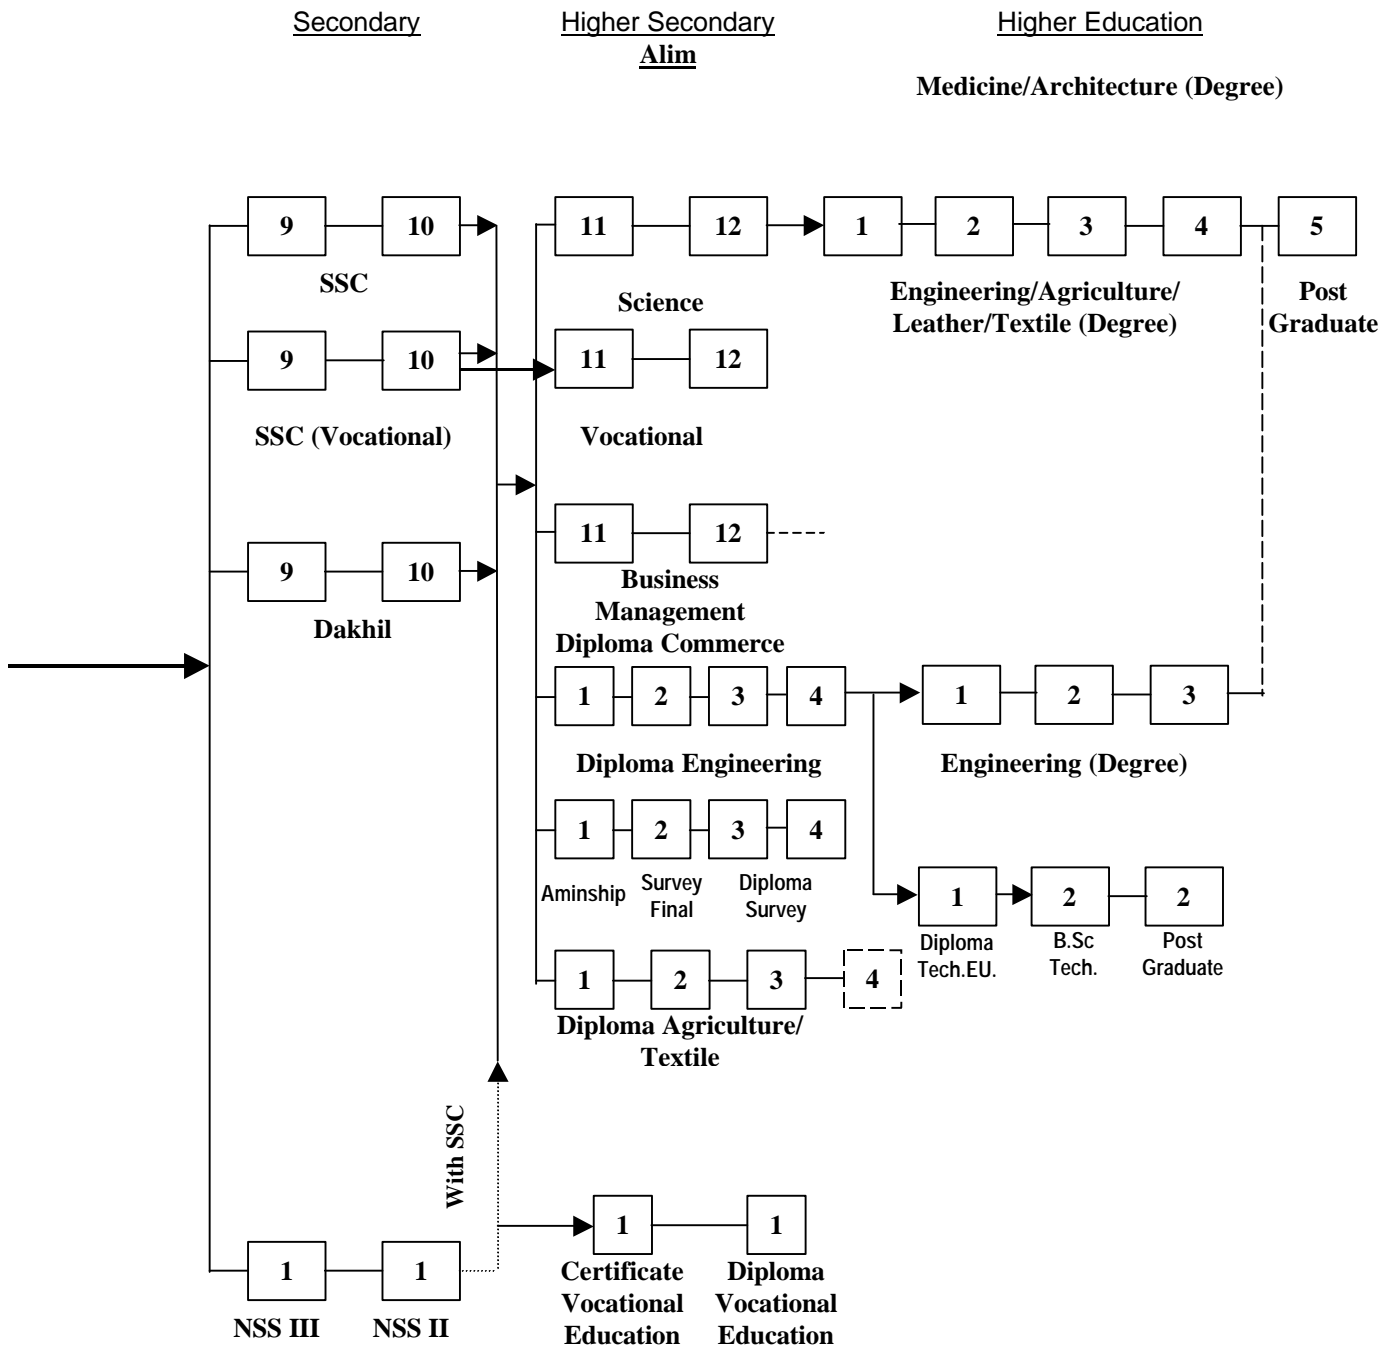 Secondary
Higher Secondary
Higher Education
Alim
Medicine/Architecture (Degree)
9
10
11
12
1
2
3
4
5
SSC
Science
Engineering/Agriculture/
Leather/Textile (Degree)
Post
Graduate
9
10
11
12
SSC (Vocational)
Vocational
11
12
9
10
Business
Management
Dakhil
Diploma Commerce
1
2
3
4
1
2
3
Diploma Engineering
Engineering (Degree)
1
2
3
4
Aminship
Survey
Final
Diploma
Survey
1
2
2
Diploma
Tech.EU.
B.Sc
Tech.
Post
Graduate
1
2
3
4
Diploma Agriculture/
Textile
With SSC
1
1
Certificate
Vocational
Education
Diploma
Vocational
Education
1
1
NSS III
NSS II